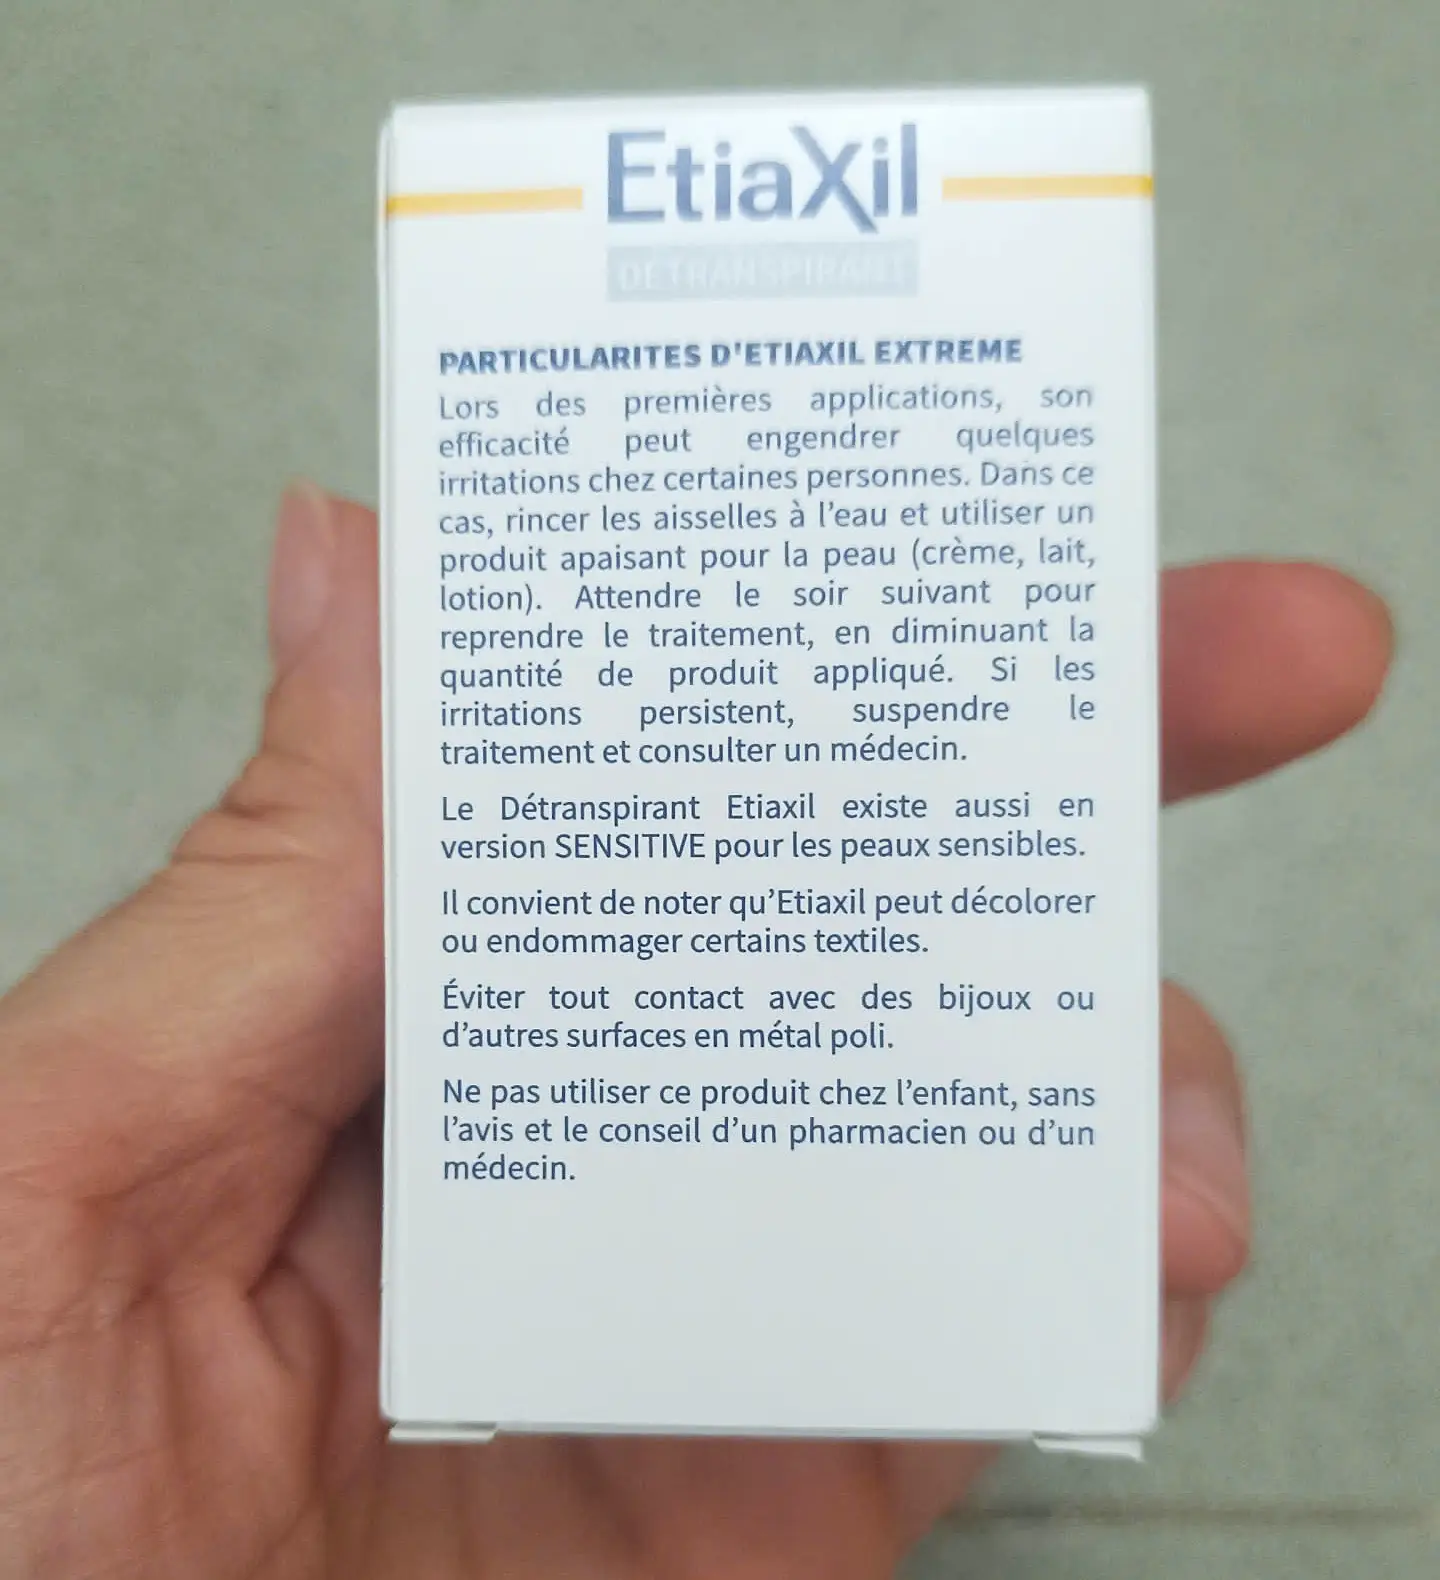 EtiaXil
DÉTRANSPIRANT
PARTICULARITES D'ETIAXIL EXTREME
Lors des premières applications, son
efficacité peut engendrer quelques
irritations chez certaines personnes. Dans ce
cas, rincer les aisselles à l’eau et utiliser un
produit apaisant pour la peau (crème, lait,
lotion). Attendre le soir suivant pour
reprendre le traitement, en diminuant la
quantité de produit appliqué. Si les
irritations persistent, suspendre le
traitement et consulter un médecin.
Le Détranspirant Etiaxil existe aussi en
version SENSITIVE pour les peaux sensibles.
Il convient de noter qu’Etiaxil peut décolorer
ou endommager certains textiles.
Éviter tout contact avec des bijoux ou
d’autres surfaces en métal poli.
Ne pas utiliser ce produit chez l’enfant, sans
l’avis et le conseil d’un pharmacien ou d’un
médecin.